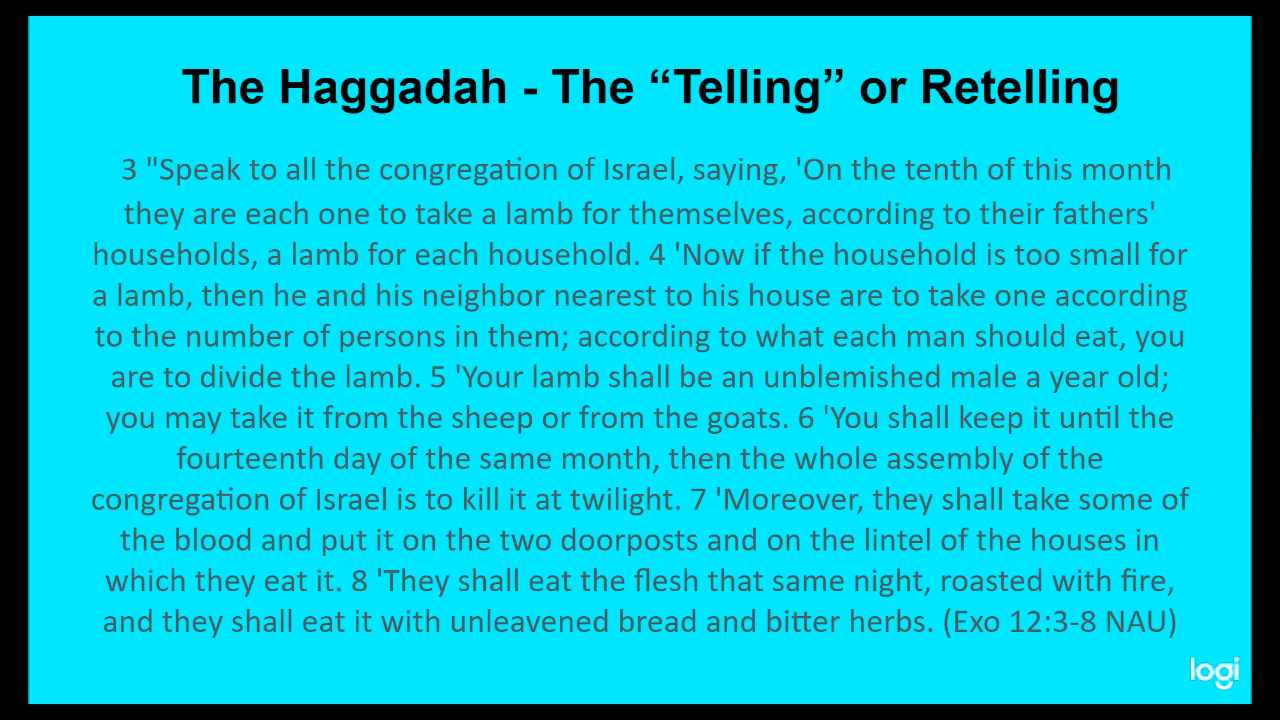 The Haggadah - The “Telling” or Retelling
3 "Speak to all the congregation of Israel, saying, 'On the tenth of this month
they are each one to take a lamb for themselves, according to their fathers'
households, a lamb for each household. 4 'Now if the household is too small for
a lamb, then he and his neighbor nearest to his house are to take one according
to the number of persons in them; according to what each man should eat, you
are to divide the lamb. 5 'Your lamb shall be an unblemished male a year old;
you may take it from the sheep or from the goats. 6 'You shall keep it until the
fourteenth day of the same month, then the whole assembly of the
congregation of Israel is to kill it at twilight. 7 'Moreover, they shall take some of
the blood and put it on the two doorposts and on the lintel of the houses in
which they eat it. 8 'They shall eat the flesh that same night, roasted with fire,
and they shall eat it with unleavened bread and bitter herbs. (Exo 12:3-8 NAU)
logi